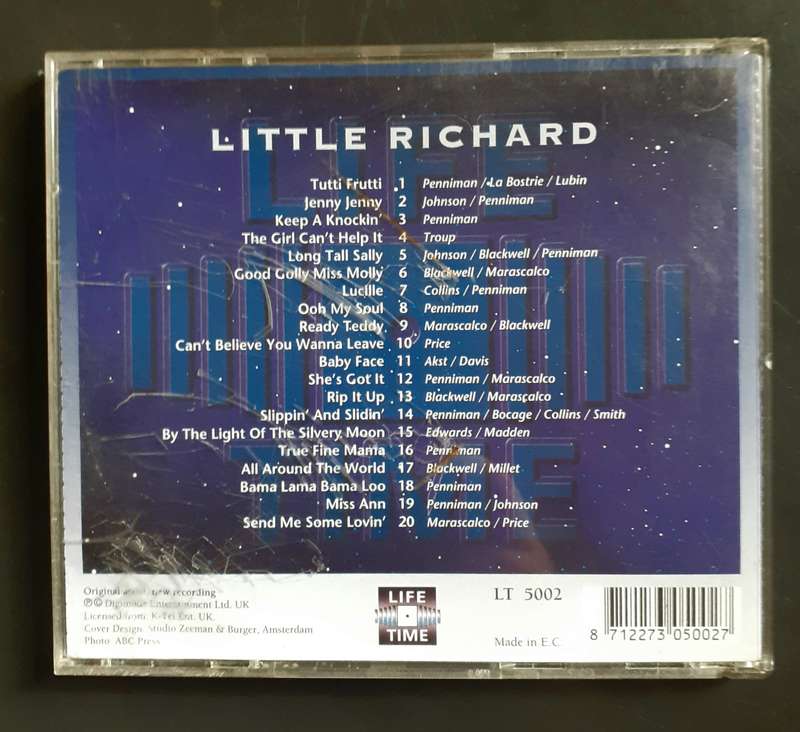 LITTLE RICHARD
Tutti Frutti 1 Penniman / La Bostrie / Lubin
Jenny Jenny 2 Johnson / Penniman
Keep A Knockin' 3 Penniman
The Girl Can't Help It 4 Troup
Long Tall Sally 5 Johnson / Blackwell / Penniman
Good Golly Miss Molly 6 Blackwell / Marascalco
Lucille 7 Collins / Penniman
Ooh My Soul 8 Penniman
Ready Teddy 9 Marascalco / Blackwell
Can't Believe You Wanna Leave 10 Price
Baby Face 11 Akst / Davis
She's Got It 12 Penniman / Marascalco
Rip It Up 13 Blackwell / Marascalco
Slippin' And Slidin' 14 Penniman / Bocage / Collins / Smith
By The Light Of The Silvery Moon 15 Edwards / Madden
True Fine Mama 16 Penniman
All Around The World 17 Blackwell / Millet
Bama Lama Bama Loo 18 Penniman
Miss Ann 19 Penniman / Johnson
Send Me Some Lovin' 20 Marascalco / Price
LIFE
TIME
Original artist new recording
℗© Digimode Entertainment Ltd. UK
Licensed from: K-Tel Ent. UK.
Cover Design: Studio Zeeman & Burger, Amsterdam
Photo: ABC Press
LIFE
TIME
LT 5002
Made in E.C.
8 712273 050027